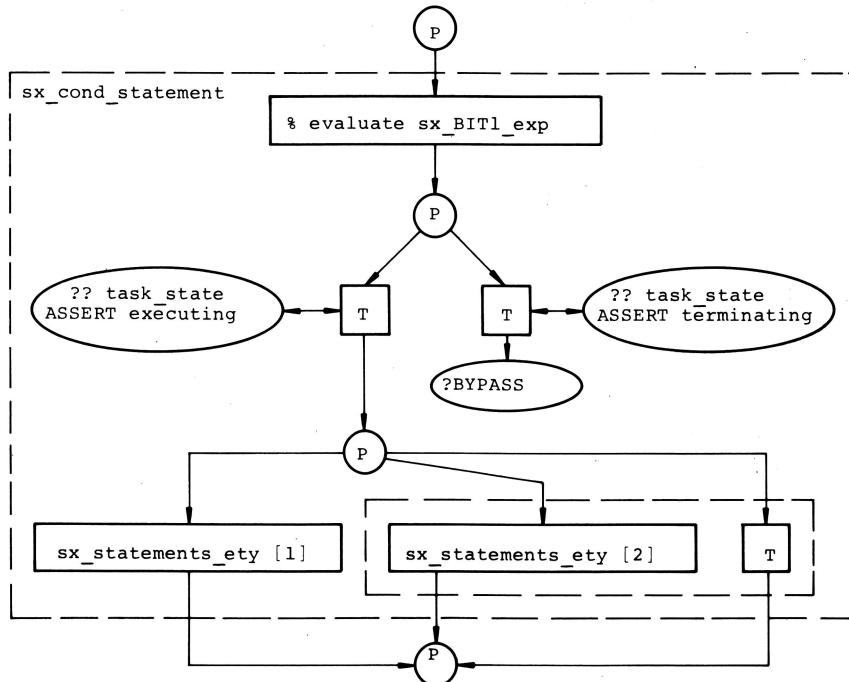 P
sx_cond_statement
% evaluate sx_BIT1_exp
P
?? task_state
ASSERT executing
T
T
?? task_state
ASSERT terminating
?BYPASS
P
sx_statements_ety [1]
sx_statements_ety [2]
T
P